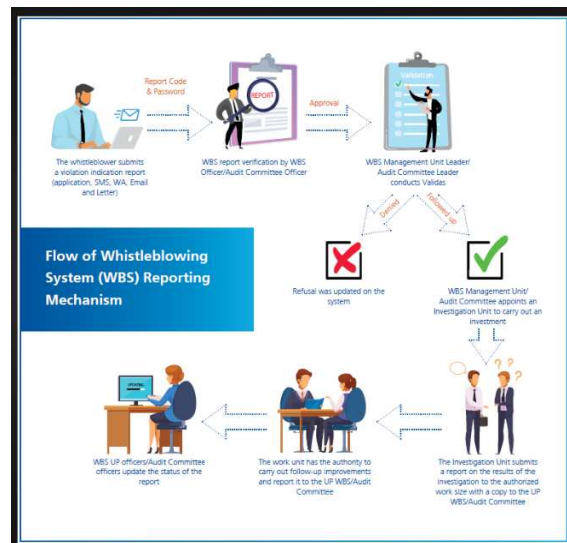 Report Code
& Password
REPORT
Approval
Validation
The whistleblower submits
a violation indication report
(application, SMS, WA, Email
and Letter)
WBS report verification by WBS
Officer/Audit Committee Officer
WBS Management Unit Leader/
Audit Committee Leader
conducts Validas
Denied
Followed up
Flow of Whistleblowing
System (WBS) Reporting
Mechanism
Refusal was updated on the
system
WBS Management Unit/
Audit Committee appoints an
Investigation Unit to carry out an
investment
UPDATING
WBS UP officers/Audit Committee
officers update the status of the
report
The work unit has the authority to
carry out follow-up improvements
and report it to the UP WBS/Audit
Committee
The Investigation Unit submits
a report on the results of the
investigation to the authorized
work size with a copy to the UP
WBS/Audit Committee